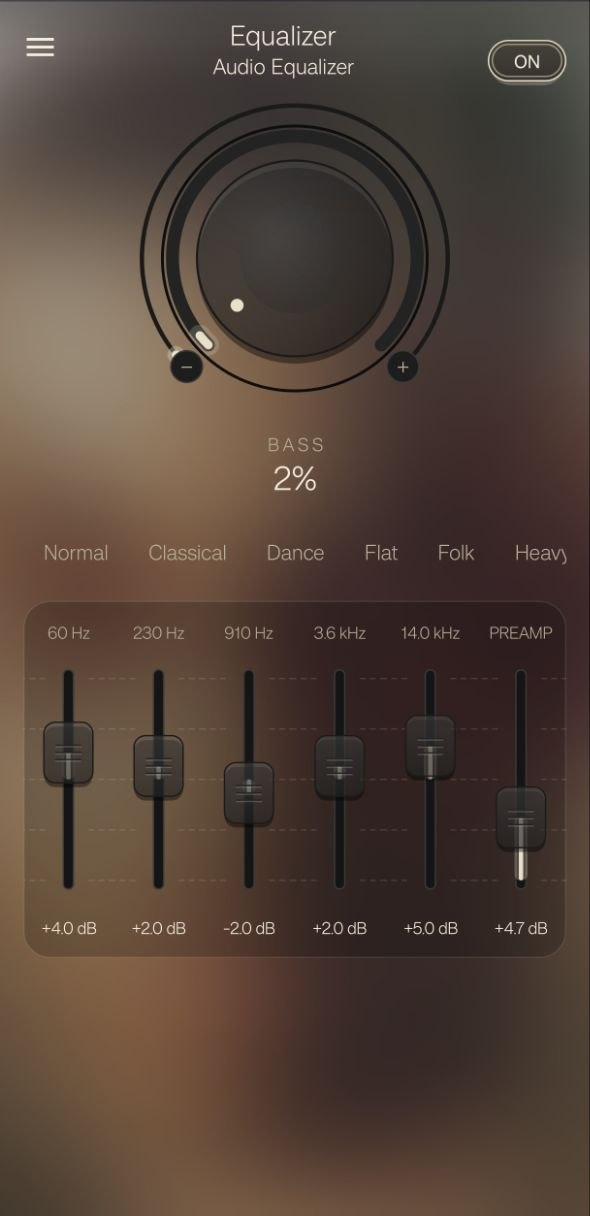 Equalizer
Audio Equalizer
ON
−
+
BASS
2%
Normal Classical Dance Flat Folk Heavy
60 Hz 230 Hz 910 Hz 3.6 kHz 14.0 kHz PREAMP
+4.0 dB +2.0 dB -2.0 dB +2.0 dB +5.0 dB +4.7 dB